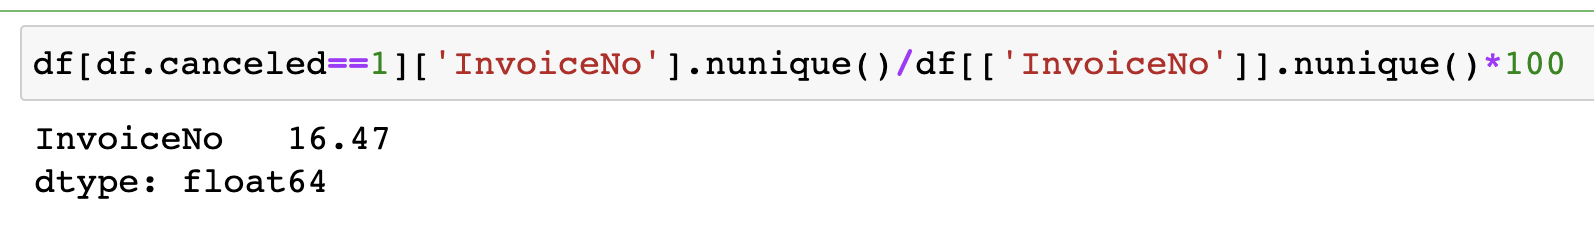 df[df.canceled==1]['InvoiceNo'].nunique()/df[['InvoiceNo']].nunique()*100
InvoiceNo   16.47
dtype: float64